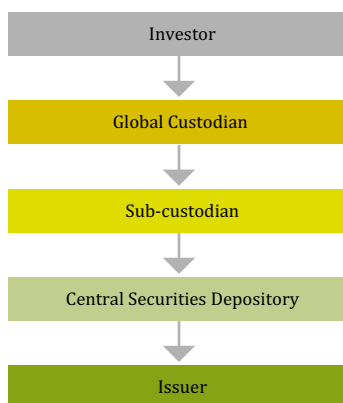 Investor
Global Custodian
Sub-custodian
Central Securities Depository
Issuer